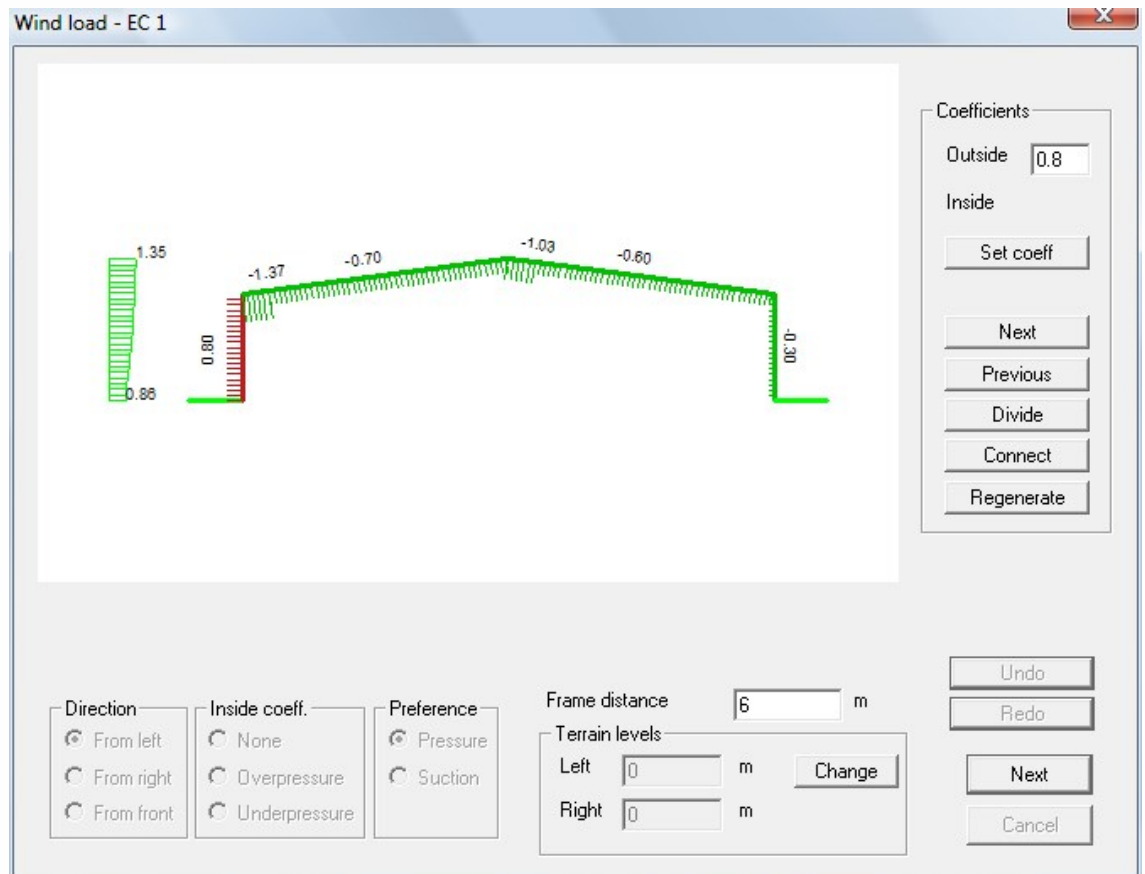 Wind load - EC 1
X
Coefficients
Outside 0.8
Inside
Set coeff
Next
Previous
Divide
Connect
Regenerate
1.35
0.86
0.80
-1.37
-0.70
-1.03
-0.60
-0.30
Undo
Redo
Next
Cancel
Direction
From left
From right
From front
Inside coeff.
None
Overpressure
Underpressure
Preference
Pressure
Suction
Frame distance 6 m
Terrain levels
Left 0 m Change
Right 0 m